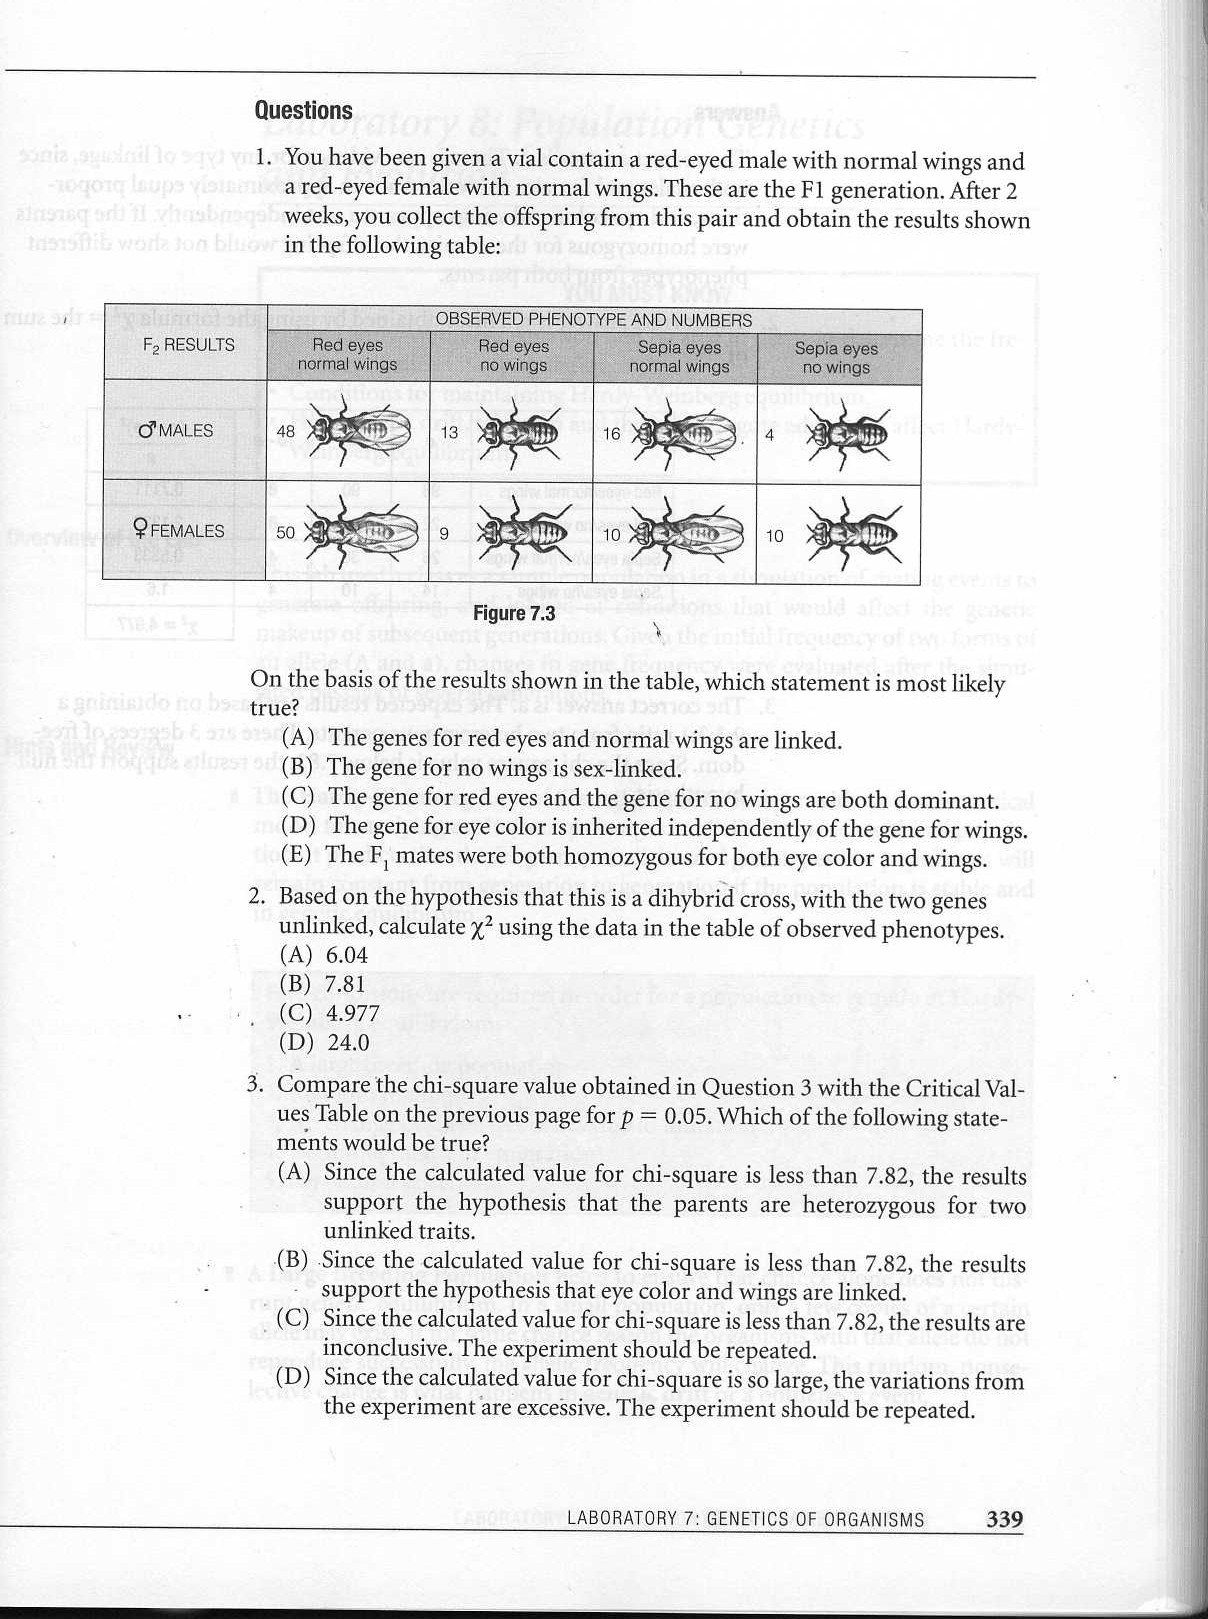 Questions
1. You have been given a vial contain a red-eyed male with normal wings and
a red-eyed female with normal wings. These are the F1 generation. After 2
weeks, you collect the offspring from this pair and obtain the results shown
in the following table:
OBSERVED PHENOTYPE AND NUMBERS
F₂ RESULTS
Red eyes
normal wings
Red eyes
no wings
Sepia eyes
normal wings
Sepia eyes
no wings
♂ MALES 48 13 16 4
♀ FEMALES 50 9 10 10
Figure 7.3
On the basis of the results shown in the table, which statement is most likely
true?
(A) The genes for red eyes and normal wings are linked.
(B) The gene for no wings is sex-linked.
(C) The gene for red eyes and the gene for no wings are both dominant.
(D) The gene for eye color is inherited independently of the gene for wings.
(E) The F₁ mates were both homozygous for both eye color and wings.
2. Based on the hypothesis that this is a dihybrid cross, with the two genes
unlinked, calculate χ² using the data in the table of observed phenotypes.
(A) 6.04
(B) 7.81
(C) 4.977
(D) 24.0
3. Compare the chi-square value obtained in Question 3 with the Critical Val-
ues Table on the previous page for p = 0.05. Which of the following state-
ments would be true?
(A) Since the calculated value for chi-square is less than 7.82, the results
support the hypothesis that the parents are heterozygous for two
unlinked traits.
(B) Since the calculated value for chi-square is less than 7.82, the results
support the hypothesis that eye color and wings are linked.
(C) Since the calculated value for chi-square is less than 7.82, the results are
inconclusive. The experiment should be repeated.
(D) Since the calculated value for chi-square is so large, the variations from
the experiment are excessive. The experiment should be repeated.
LABORATORY 7: GENETICS OF ORGANISMS 339